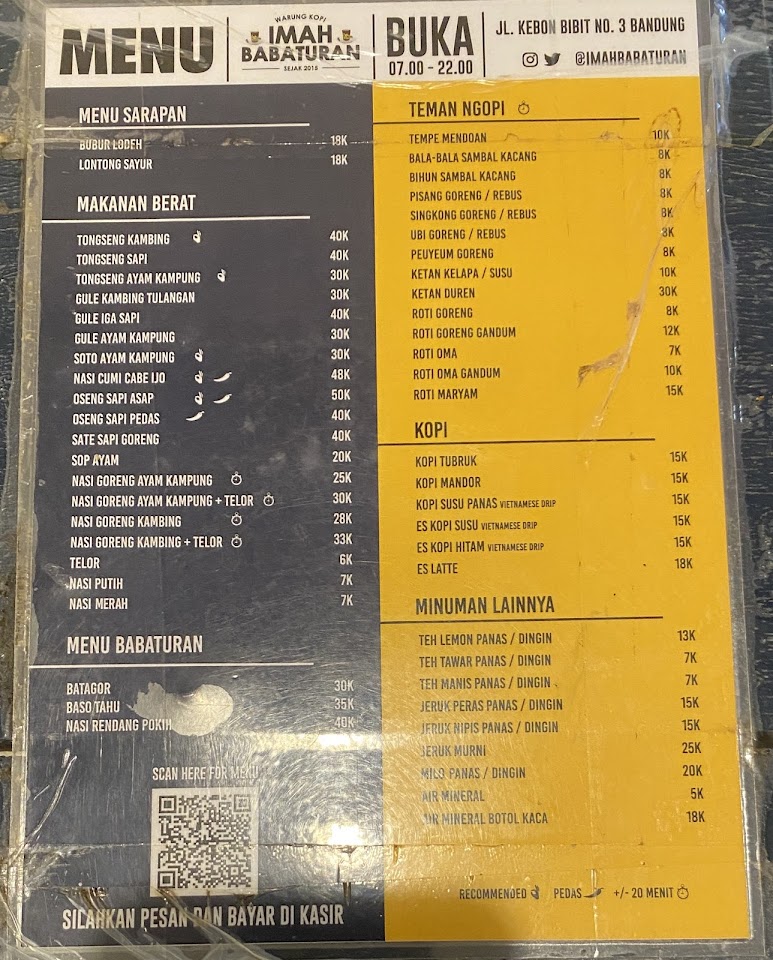 MENU
WARUNG KOPI
IMAH
BABATURAN
SEJAK 2015
BUKA
07.00 - 22.00
JL. KEBON BIBIT NO. 3 BANDUNG
@IMAHBABATURAN
MENU SARAPAN
BUBUR LODEH 18K
LONTONG SAYUR 18K
MAKANAN BERAT
TONGSENG KAMBING 40K
TONGSENG SAPI 40K
TONGSENG AYAM KAMPUNG 30K
GULE KAMBING TULANGAN 30K
GULE IGA SAPI 40K
GULE AYAM KAMPUNG 30K
SOTO AYAM KAMPUNG 30K
NASI CUMI CABE IJO 48K
OSENG SAPI ASAP 50K
OSENG SAPI PEDAS 40K
SATE SAPI GORENG 40K
SOP AYAM 20K
NASI GORENG AYAM KAMPUNG 25K
NASI GORENG AYAM KAMPUNG + TELOR 30K
NASI GORENG KAMBING 28K
NASI GORENG KAMBING + TELOR 33K
TELOR 6K
NASI PUTIH 7K
NASI MERAH 7K
MENU BABATURAN
BATAGOR 30K
BASO TAHU 35K
NASI RENDANG POKIH 40K
SCAN HERE FOR MENU
SILAHKAN PESAN DAN BAYAR DI KASIR
TEMAN NGOPI
TEMPE MENDOAN 10K
BALA-BALA SAMBAL KACANG 8K
BIHUN SAMBAL KACANG 8K
PISANG GORENG / REBUS 8K
SINGKONG GORENG / REBUS 8K
UBI GORENG / REBUS 8K
PEUYEUM GORENG 8K
KETAN KELAPA / SUSU 10K
KETAN DUREN 30K
ROTI GORENG 8K
ROTI GORENG GANDUM 12K
ROTI OMA 7K
ROTI OMA GANDUM 10K
ROTI MARYAM 15K
KOPI
KOPI TUBRUK 15K
KOPI MANDOR 15K
KOPI SUSU PANAS VIETNAMESE DRIP 15K
ES KOPI SUSU VIETNAMESE DRIP 15K
ES KOPI HITAM VIETNAMESE DRIP 15K
ES LATTE 18K
MINUMAN LAINNYA
TEH LEMON PANAS / DINGIN 13K
TEH TAWAR PANAS / DINGIN 7K
TEH MANIS PANAS / DINGIN 7K
JERUK PERAS PANAS / DINGIN 15K
JERUK NIPIS PANAS / DINGIN 15K
JERUK MURNI 25K
MILO PANAS / DINGIN 20K
AIR MINERAL 5K
AIR MINERAL BOTOL KACA 18K
RECOMMENDED PEDAS +/- 20 MENIT